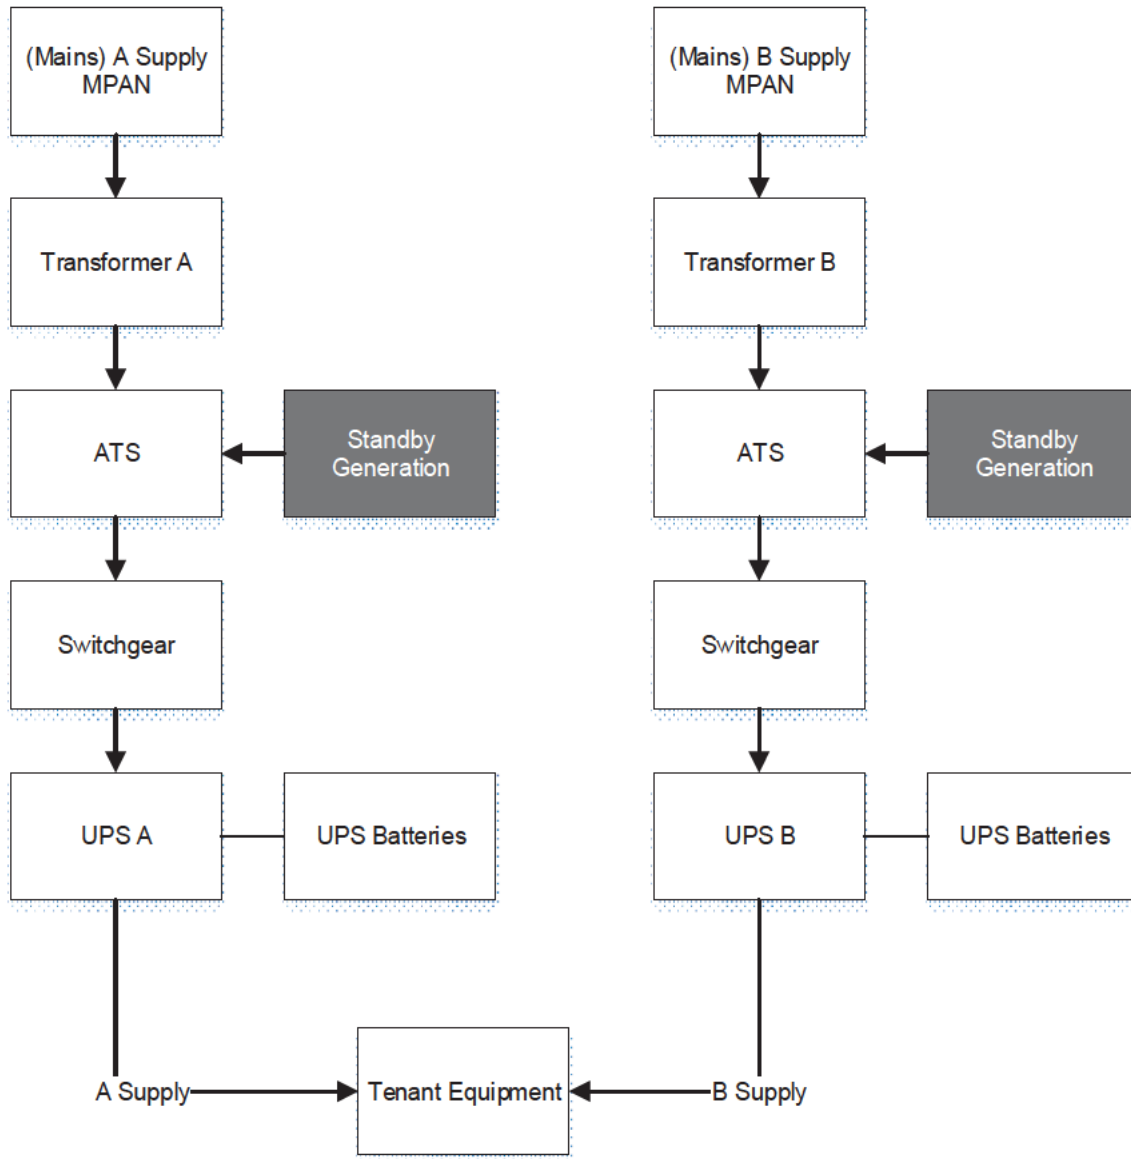 (Mains) A Supply
MPAN
(Mains) B Supply
MPAN
Transformer A
Transformer B
ATS
Standby
Generation
ATS
Standby
Generation
Switchgear
Switchgear
UPS A
UPS Batteries
UPS B
UPS Batteries
A Supply
Tenant Equipment
B Supply